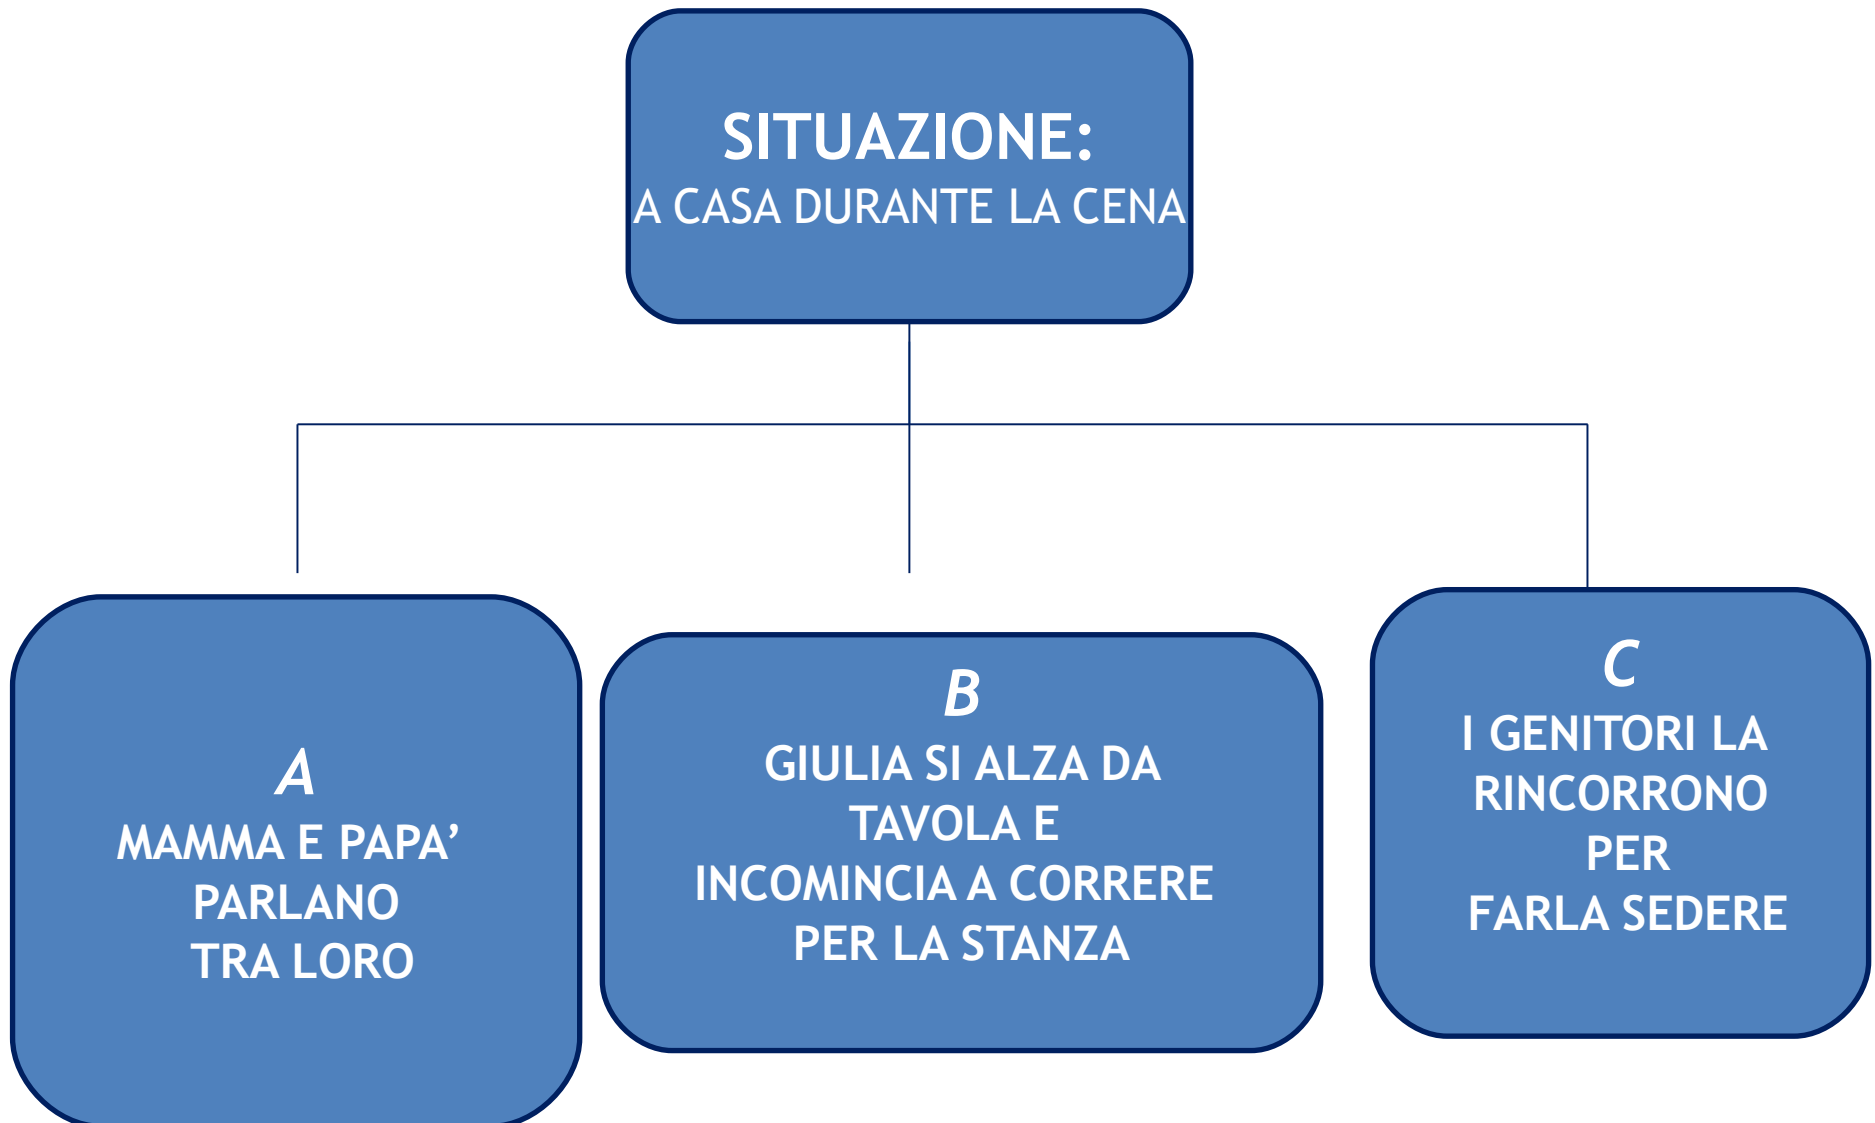 SITUAZIONE:
A CASA DURANTE LA CENA
A
MAMMA E PAPA’
PARLANO
TRA LORO
B
GIULIA SI ALZA DA
TAVOLA E
INCOMINCIA A CORRERE
PER LA STANZA
C
I GENITORI LA
RINCORRONO
PER
FARLA SEDERE